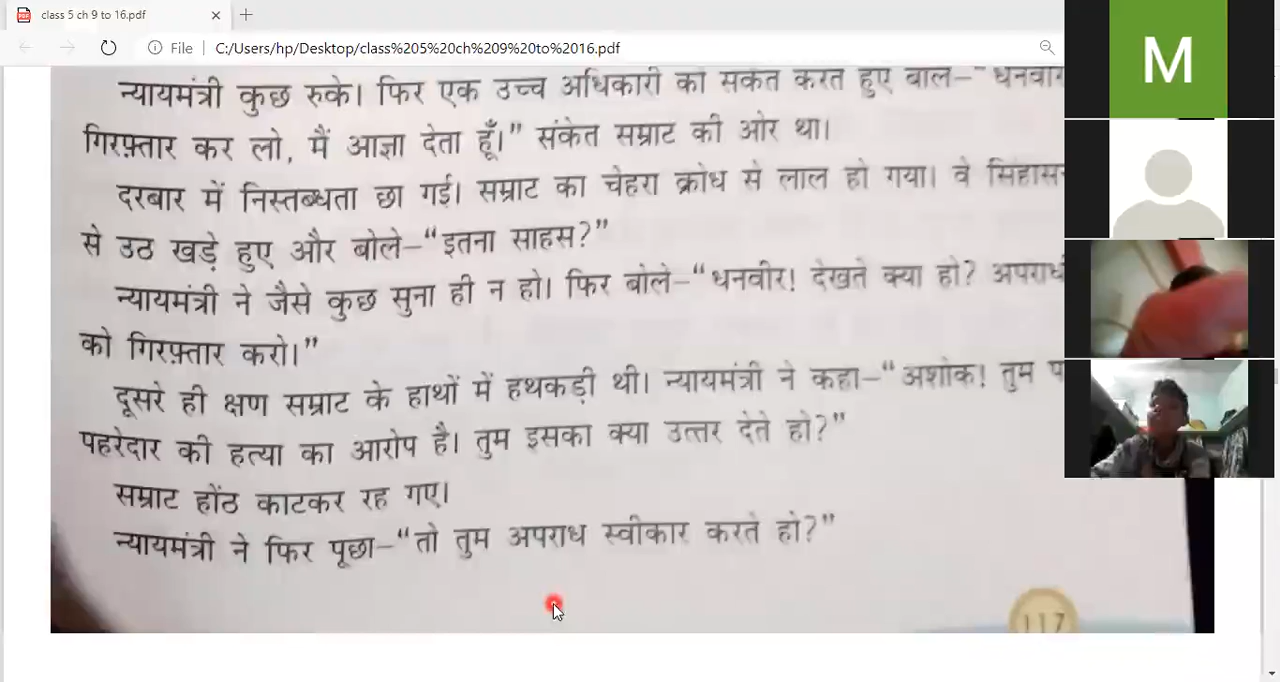 class 5 ch 9 to 16.pdf
File C:/Users/hp/Desktop/class%205%20ch%209%20to%2016.pdf
M
न्यायमंत्री कुछ रुके। फिर एक उच्च अधिकारी को संकेत करते हुए बोले–"धनवीर
गिरफ़्तार कर लो, मैं आज्ञा देता हूँ।" संकेत सम्राट की ओर था।
दरबार में निस्तब्धता छा गई। सम्राट का चेहरा क्रोध से लाल हो गया। वे
से उठ खड़े हुए और बोले–"इतना साहस?"
न्यायमंत्री ने जैसे कुछ सुना ही न हो। फिर बोले–"धनवीर! देखते क्या हो?
को गिरफ़्तार करो।"
दूसरे ही क्षण सम्राट के हाथों में हथकड़ी थी। न्यायमंत्री ने कहा–"अशोक! तुम
पहरेदार की हत्या का आरोप है। तुम इसका क्या उत्तर देते हो?"
सम्राट होंठ काटकर रह गए।
न्यायमंत्री ने फिर पूछा–"तो तुम अपराध स्वीकार करते हो?"
117